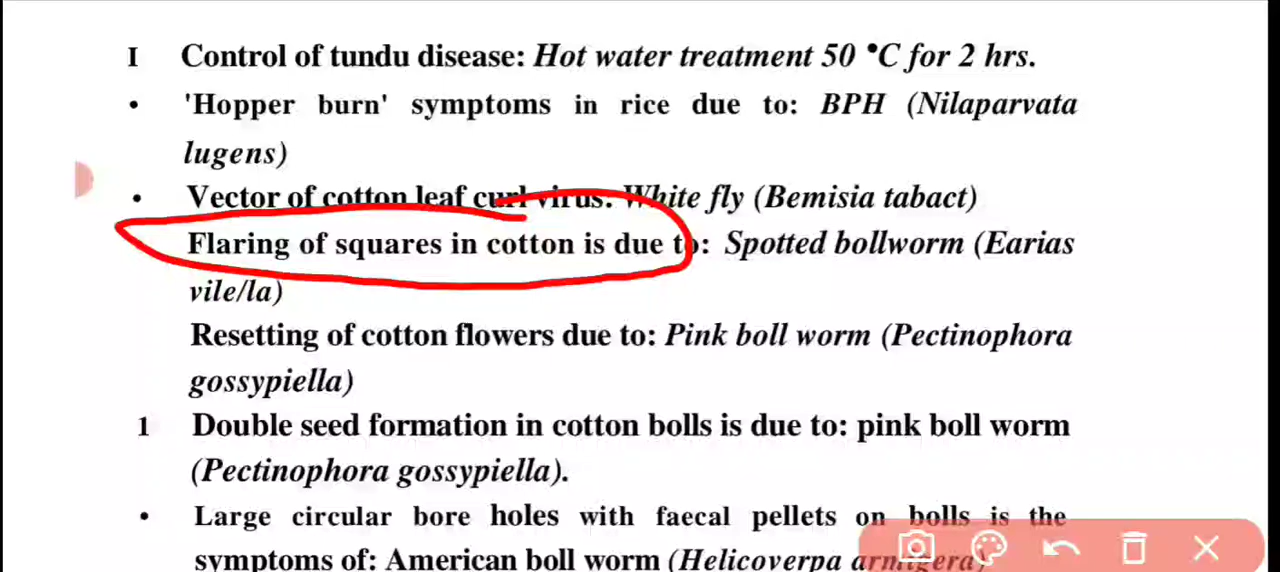 I Control of tundu disease: Hot water treatment 50 °C for 2 hrs.
• 'Hopper burn' symptoms in rice due to: BPH (Nilaparvata
lugens)
• Vector of cotton leaf curl virus: White fly (Bemisia tabact)
Flaring of squares in cotton is due to: Spotted bollworm (Earias
vile/la)
Resetting of cotton flowers due to: Pink boll worm (Pectinophora
gossypiella)
1 Double seed formation in cotton bolls is due to: pink boll worm
(Pectinophora gossypiella).
• Large circular bore holes with faecal pellets on bolls is the
symptoms of: American boll worm (Helicoverpa armigera)